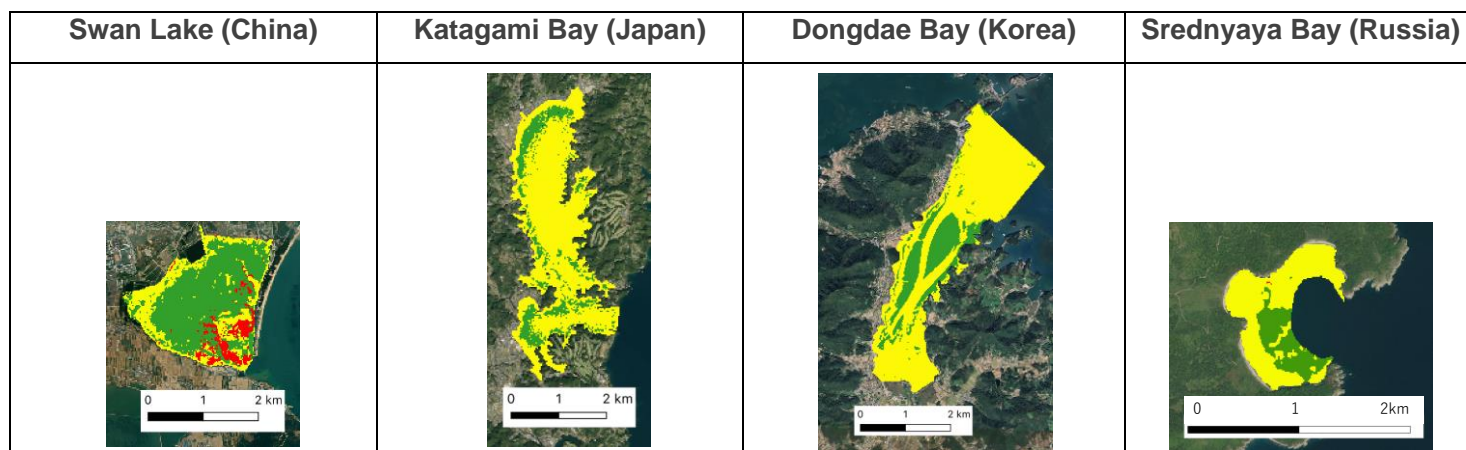 Swan Lake (China) Katagami Bay (Japan) Dongdae Bay (Korea) Srednyaya Bay (Russia)
0 1 2 km
0 1 2 km
0 1 2 km
0 1 2km